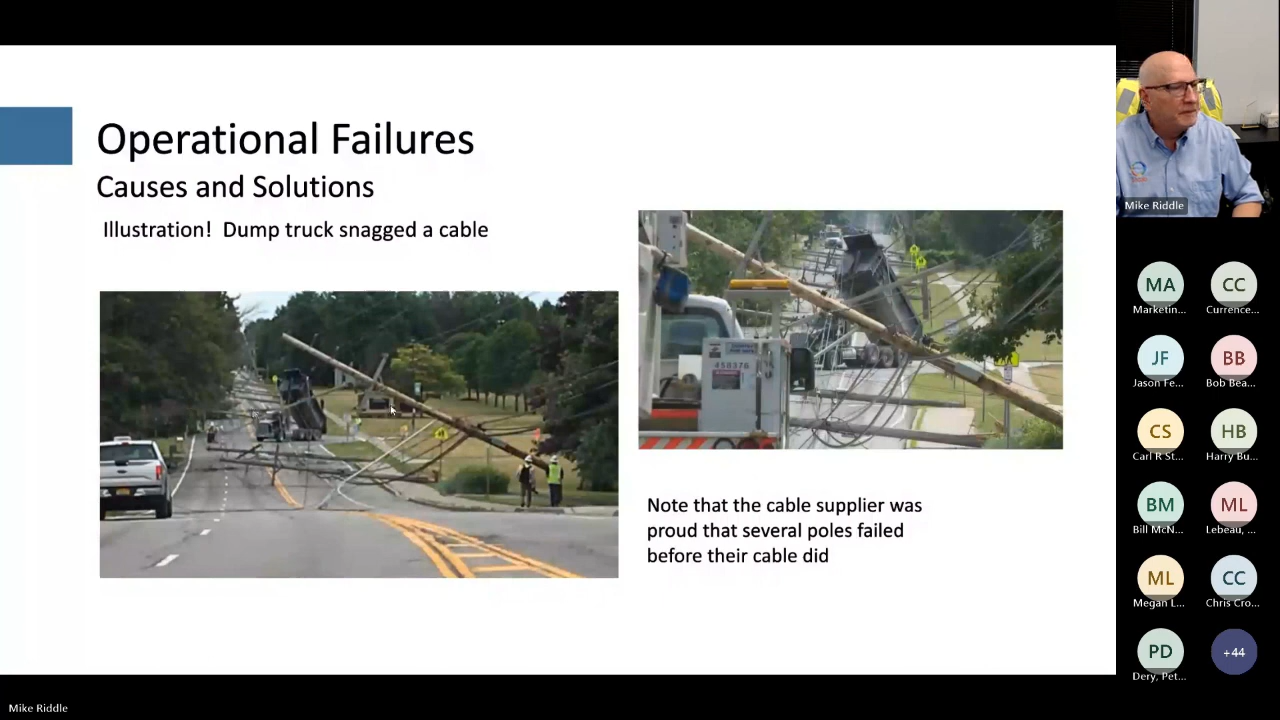 Operational Failures
Causes and Solutions
Illustration!  Dump truck snagged a cable
458376
Note that the cable supplier was
proud that several poles failed
before their cable did
Mike Riddle
MA
Marketin...
CC
Currence...
JF
Jason Fe...
BB
Bob Bea...
CS
Carl R St...
HB
Harry Bu...
BM
Bill McN...
ML
Lebeau, ...
ML
Megan L...
CC
Chris Cro...
PD
Dery, Pet...
+44
Mike Riddle